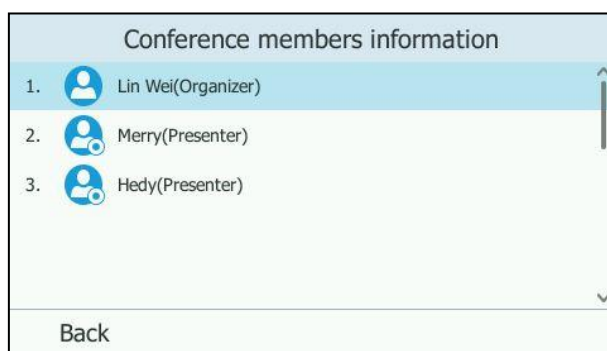 Conference members information
1. Lin Wei(Organizer)
2. Merry(Presenter)
3. Hedy(Presenter)
Back